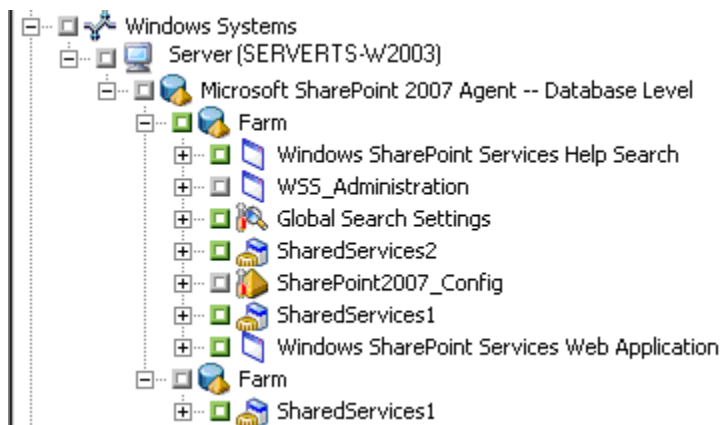 Windows Systems
Server (SERVERTS-W2003)
Microsoft SharePoint 2007 Agent -- Database Level
Farm
Windows SharePoint Services Help Search
WSS_Administration
Global Search Settings
SharedServices2
SharePoint2007_Config
SharedServices1
Windows SharePoint Services Web Application
Farm
SharedServices1